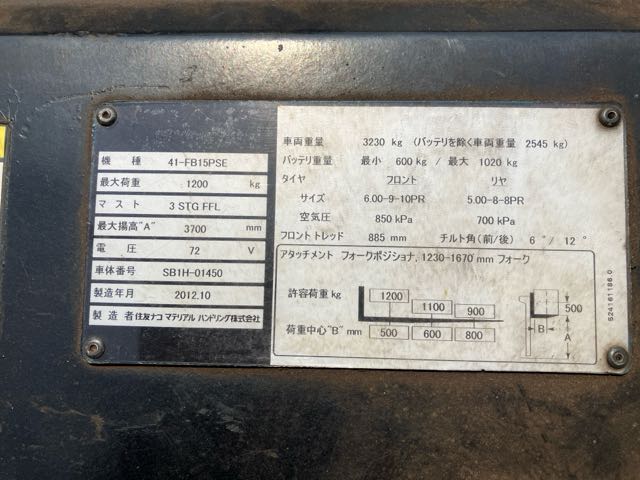 機種 41-FB15PSE
最大荷重 1200 kg
マスト 3 STG FFL
最大揚高"A" 3700 mm
電圧 72 V
車体番号 SB1H-01450
製造年月 2012.10
製造者 住友ナコ マテリアル ハンドリング株式会社
車両重量 3230 kg (バッテリを除く車両重量 2545 kg)
バッテリ重量 最小 600 kg / 最大 1020 kg
タイヤ フロント リヤ
サイズ 6.00-9-10PR 5.00-8-8PR
空気圧 850 kPa 700 kPa
フロントトレッド 885 mm チルト角(前/後) 6°/ 12°
アタッチメント フォークポジショナ, 1230-1670 mm フォーク
許容荷重 kg 1200 1100 900
荷重中心"B" mm 500 600 800
500
B
A
524161186.0